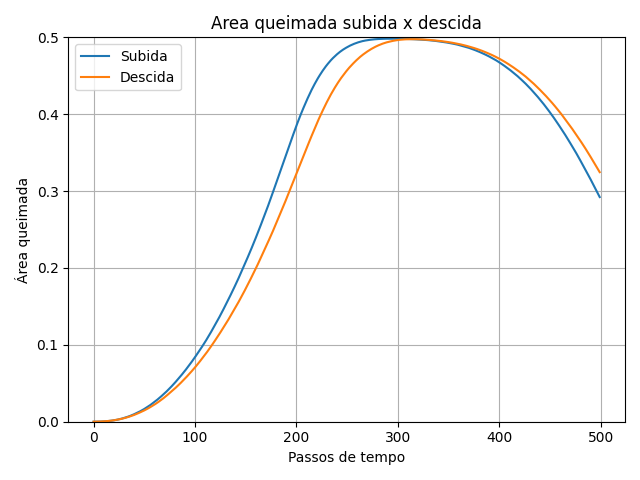 Area queimada subida x descida
Subida
Descida
Área queimada
0.5
0.4
0.3
0.2
0.1
0.0
0 100 200 300 400 500
Passos de tempo